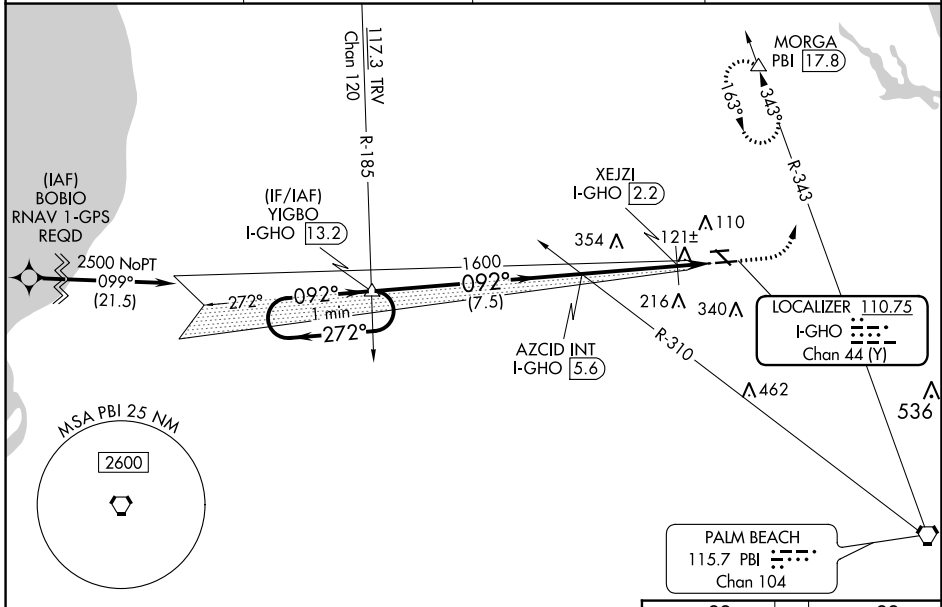 117.3 TRV
Chan 120
R-185
MORGA
PBI 17.8
163°
343°
R-343
(IAF)
BOBIO
RNAV 1-GPS
REQD
2500 NoPT
099°
(21.5)
(IF/IAF)
YIGBO
I-GHO 13.2
XEJZI
I-GHO 2.2
354
121±
110
1600
272°
092°
1 min
272°
092°
(7.5)
216
340
LOCALIZER 110.75
I-GHO
Chan 44 (Y)
AZCID INT
I-GHO 5.6
R-310
462
536
MSA PBI 25 NM
2600
PALM BEACH
115.7 PBI
Chan 104